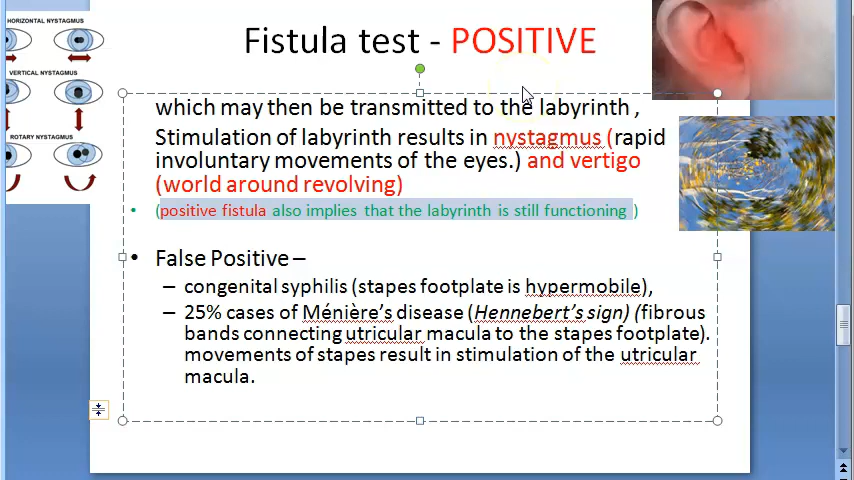 HORIZONTAL NYSTAGMUS
VERTICAL NYSTAGMUS
ROTARY NYSTAGMUS
Fistula test - POSITIVE
which may then be transmitted to the labyrinth ,
Stimulation of labyrinth results in nystagmus (rapid
involuntary movements of the eyes.) and vertigo
(world around revolving)
• (positive fistula also implies that the labyrinth is still functioning )
• False Positive –
– congenital syphilis (stapes footplate is hypermobile),
– 25% cases of Ménière's disease (Hennebert's sign) (fibrous
bands connecting utricular macula to the stapes footplate).
movements of stapes result in stimulation of the utricular
macula.